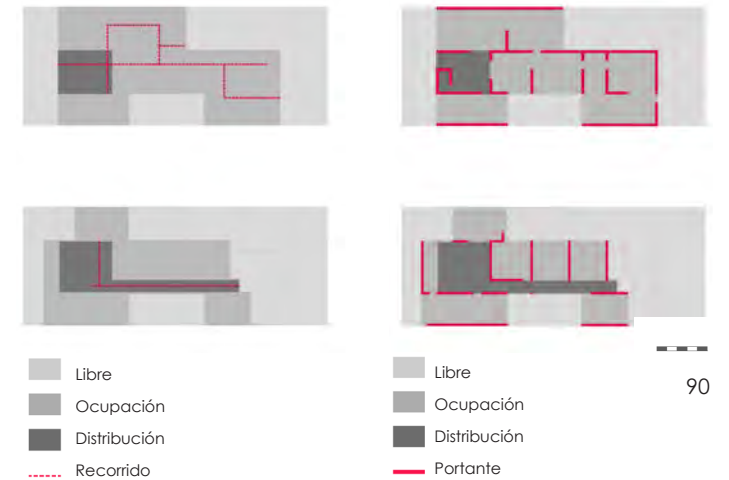 Libre
Ocupación
Distribución
Recorrido
Libre
Ocupación
Distribución
Portante
90